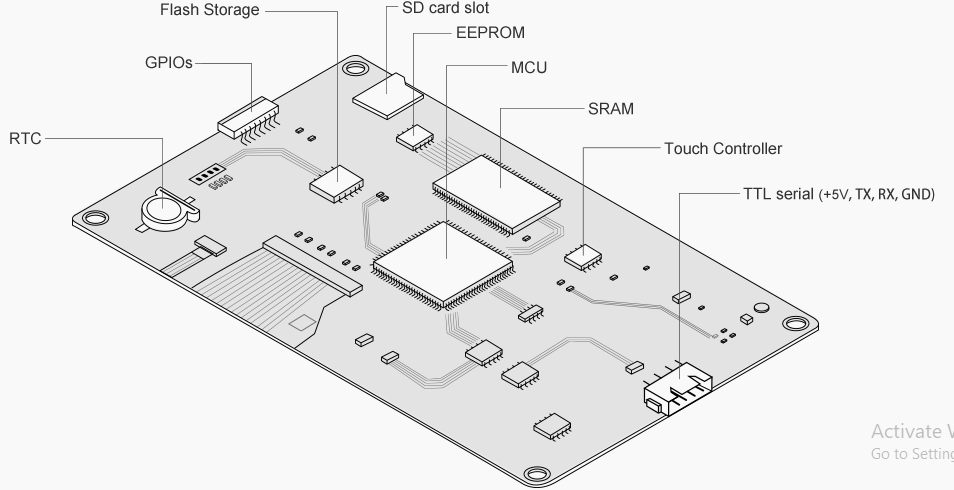 Flash Storage
SD card slot
EEPROM
GPIOs
MCU
SRAM
RTC
Touch Controller
TTL serial (+5V, TX, RX, GND)
Activate
Go to Setting